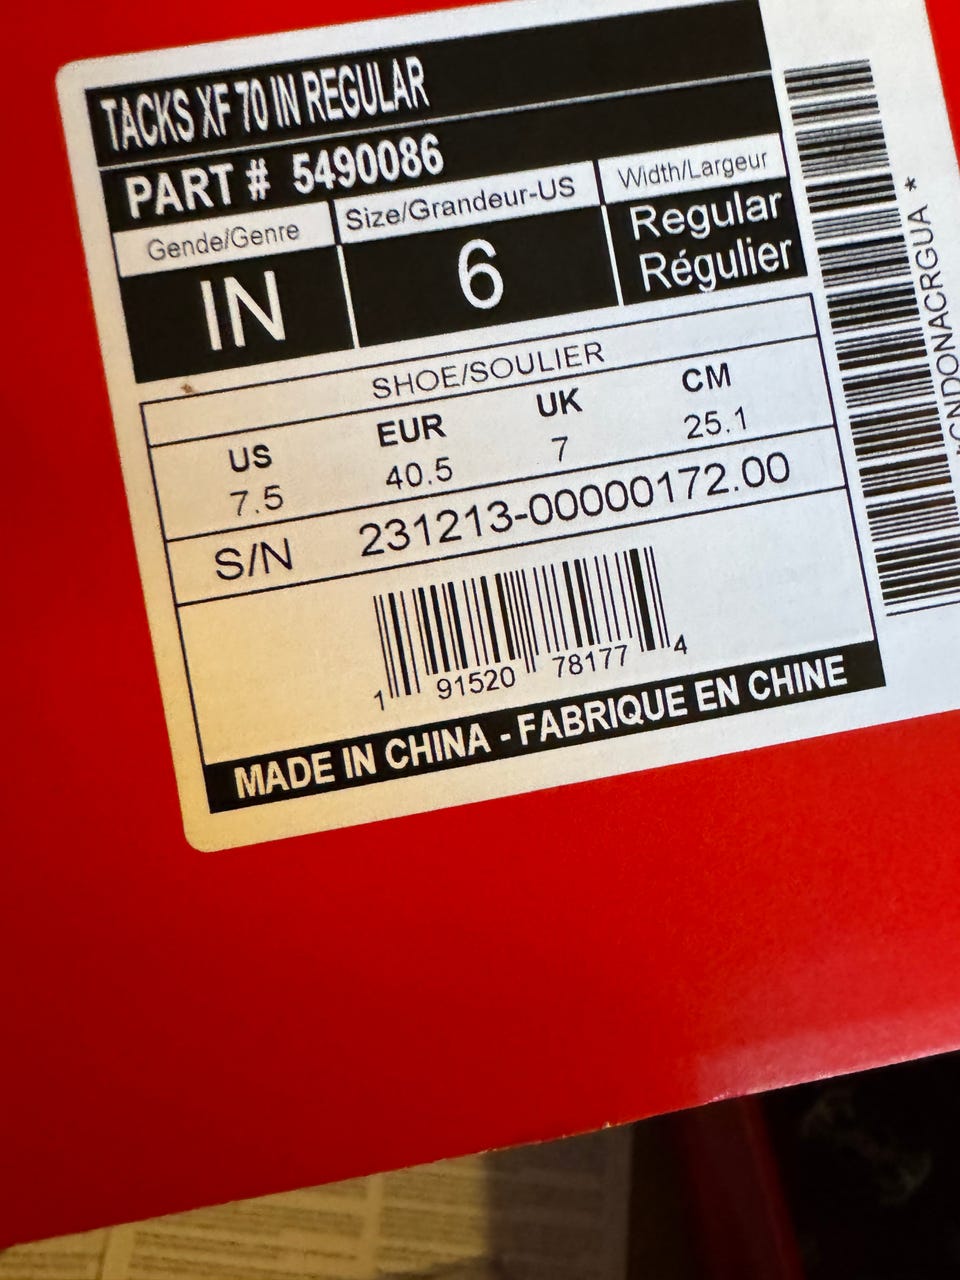 TACKS XF 70 IN REGULAR
PART # 5490086
Gende/Genre Size/Grandeur-US Width/Largeur
IN 6 Regular
Régulier
SHOE/SOULIER
US EUR UK CM
7.5 40.5 7 25.1
S/N 231213-00000172.00
1 91520 78177 4
MADE IN CHINA - FABRIQUE EN CHINE
*CNDONACRGUA *